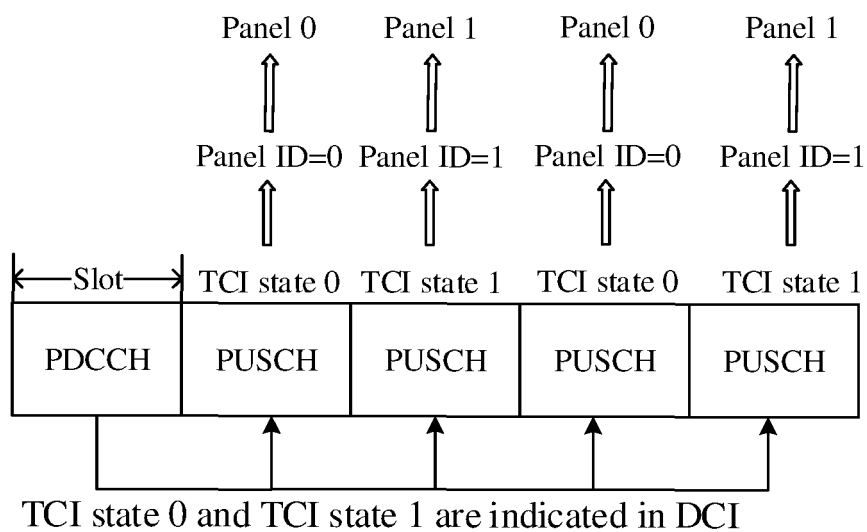 Panel 0 Panel 1 Panel 0 Panel 1
Panel ID=0 Panel ID=1 Panel ID=0 Panel ID=1
Slot TCI state 0 TCI state 1 TCI state 0 TCI state 1
PDCCH PUSCH PUSCH PUSCH PUSCH
TCI state 0 and TCI state 1 are indicated in DCI